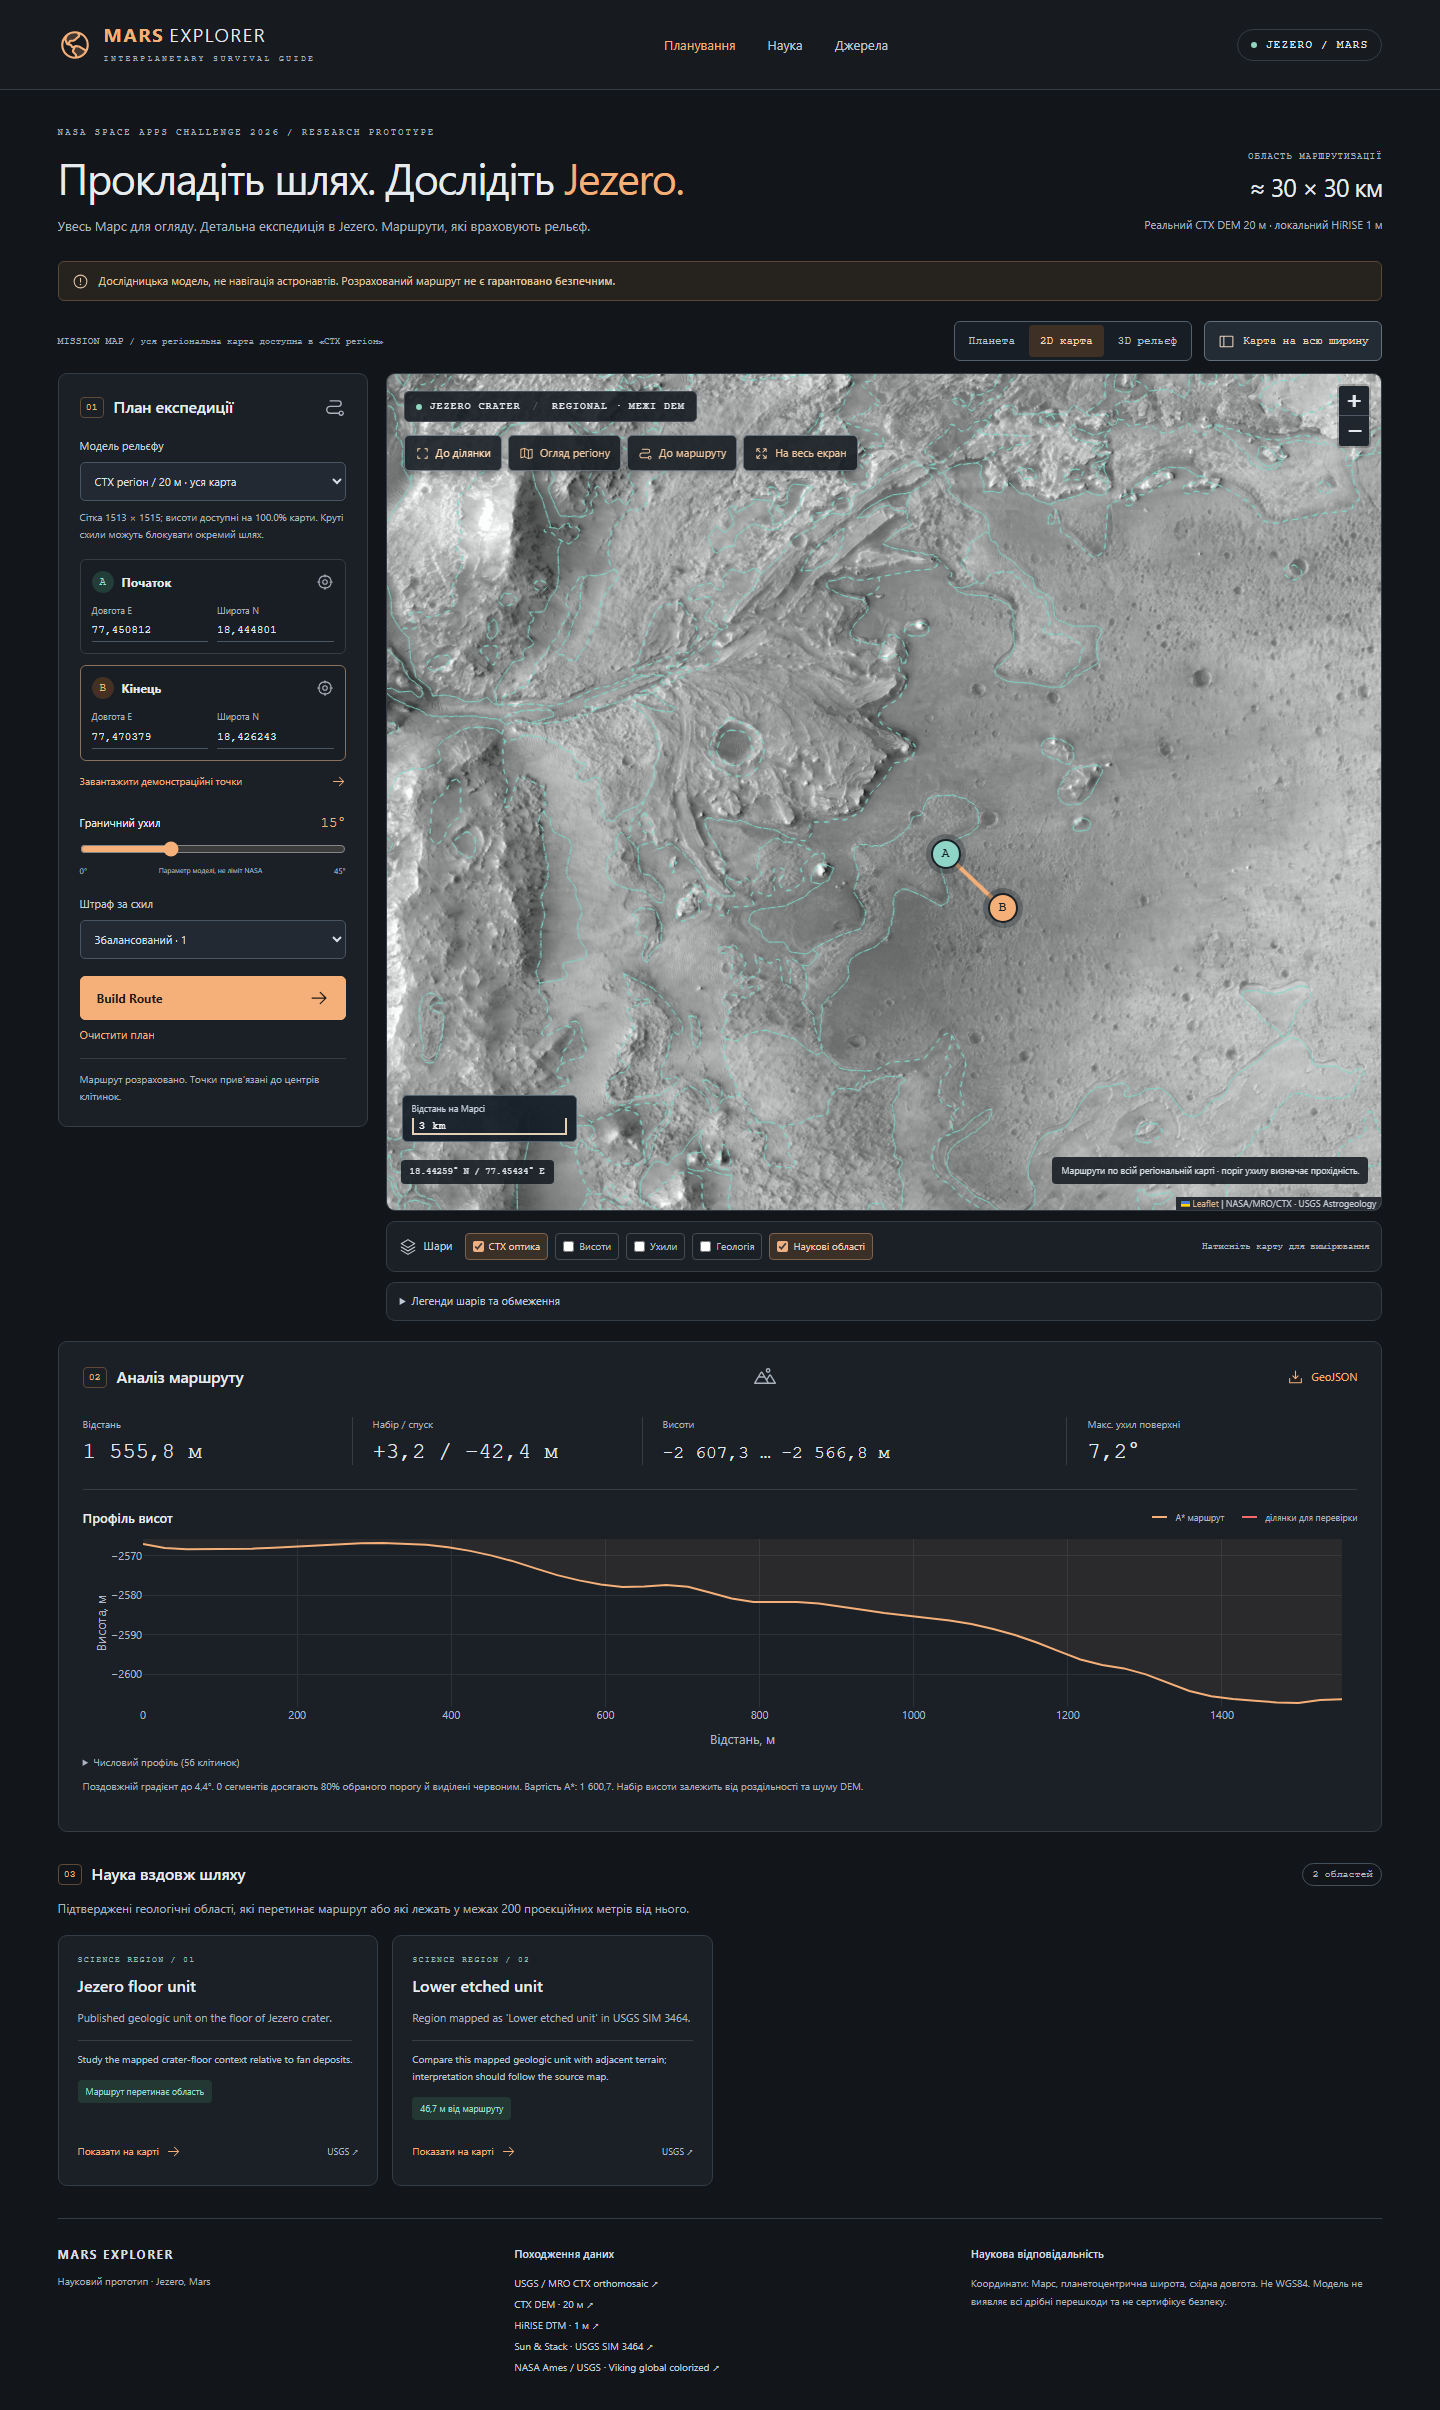 MARS EXPLORER
INTERPLANETARY SURVIVAL GUIDE
Планування
Наука
Джерела
JEZERO / MARS
NASA SPACE APPS CHALLENGE 2026 / RESEARCH PROTOTYPE
Прокладіть шлях. Дослідіть Jezero.
Увесь Марс для огляду. Детальна експедиція в Jezero. Маршрути, які враховують рельєф.
ОБЛАСТЬ МАРШРУТИЗАЦІЇ
≈ 30 × 30 км
Реальний CTX DEM 20 м · локальний HiRISE 1 м
Дослідницька модель, не навігація астронавтів. Розрахований маршрут не є гарантовано безпечним.
MISSION MAP / уся регіональна карта доступна в «CTX регіон»
Планета
2D карта
3D рельєф
Карта на всю ширину
01 План експедиції
Модель рельєфу
CTX регіон / 20 м · уся карта
Сітка 1513 × 1515; висоти доступні на 100.0% карти. Круті
схили можуть блокувати окремий шлях.
A Початок
Довгота E
Широта N
77,450812
18,444801
B Кінець
Довгота E
Широта N
77,470379
18,426243
Завантажити демонстраційні точки
Граничний ухил
15°
0°
Параметр моделі, не ліміт NASA
45°
Штраф за схил
Збалансований · 1
Build Route
Очистити план
Маршрут розраховано. Точки прив'язані до центрів
клітинок.
JEZERO CRATER / REGIONAL · МЕЖІ DEM
До ділянки
Огляд регіону
До маршруту
На весь екран
+
−
A
B
Відстань на Марсі
3 km
18.44259° N / 77.45424° E
Маршрути по всій регіональній карті · поріг ухилу визначає прохідність.
Leaflet | NASA/MRO/CTX · USGS Astrogeology
Шари
CTX оптика
Висоти
Ухили
Геологія
Наукові області
Натисніть карту для вимірювання
Легенди шарів та обмеження
02 Аналіз маршруту
GeoJSON
Відстань
1 555,8 м
Набір / спуск
+3,2 / −42,4 м
Висоти
−2 607,3 … −2 566,8 м
Макс. ухил поверхні
7,2°
Профіль висот
A* маршрут
ділянки для перевірки
−2570
−2580
−2590
−2600
Висота, м
0
200
400
600
800
1000
1200
1400
Відстань, м
Числовий профіль (56 клітинок)
Поздовжній градієнт до 4,4°. 0 сегментів досягають 80% обраного порогу й виділені червоним. Вартість A*: 1 600,7. Набір висоти залежить від роздільності та шуму DEM.
03 Наука вздовж шляху
2 областей
Підтверджені геологічні області, які перетинає маршрут або які лежать у межах 200 проєкційних метрів від нього.
SCIENCE REGION / 01
Jezero floor unit
Published geologic unit on the floor of Jezero crater.
Study the mapped crater-floor context relative to fan deposits.
Маршрут перетинає область
Показати на карті
USGS ↗
SCIENCE REGION / 02
Lower etched unit
Region mapped as 'Lower etched unit' in USGS SIM 3464.
Compare this mapped geologic unit with adjacent terrain;
interpretation should follow the source map.
46,7 м від маршруту
Показати на карті
USGS ↗
MARS EXPLORER
Науковий прототип · Jezero, Mars
Походження даних
USGS / MRO CTX orthomosaic ↗
CTX DEM · 20 м ↗
HiRISE DTM · 1 м ↗
Sun & Stack · USGS SIM 3464 ↗
NASA Ames / USGS · Viking global colorized ↗
Наукова відповідальність
Координати: Марс, планетоцентрична широта, східна довгота. Не WGS84. Модель не
виявляє всі дрібні перешкоди та не сертифікує безпеку.